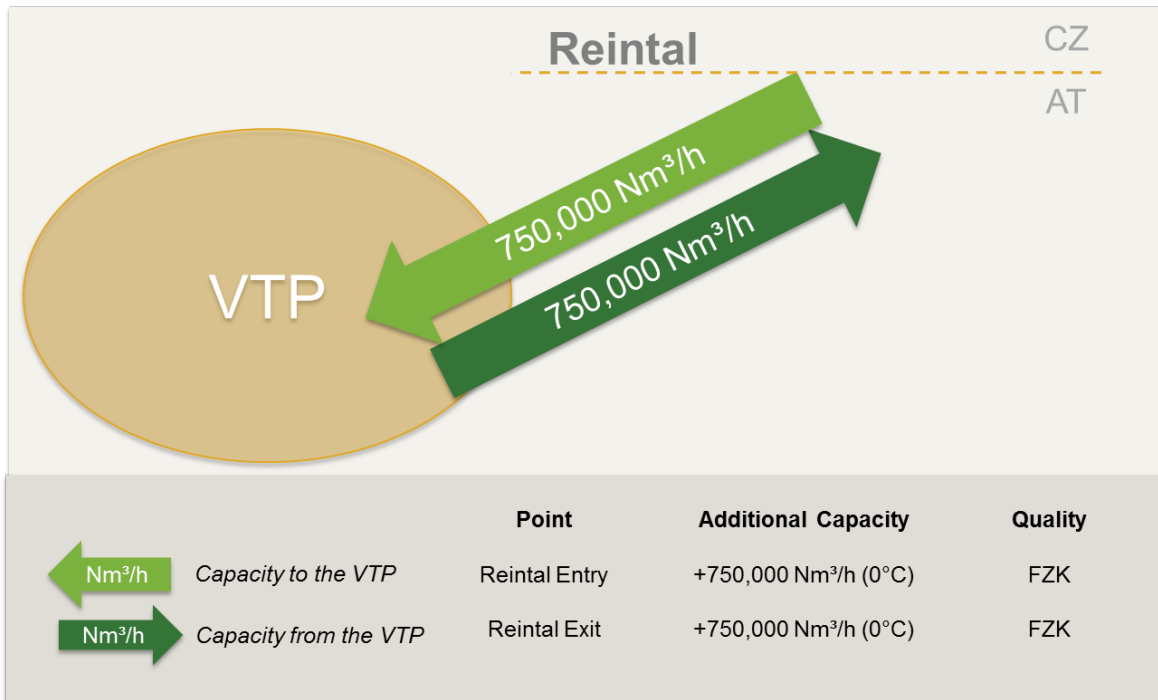 Reintal
CZ
AT
750,000 Nm³/h
750,000 Nm³/h
VTP
Point Additional Capacity Quality
Nm³/h Capacity to the VTP Reintal Entry +750,000 Nm³/h (0°C) FZK
Nm³/h Capacity from the VTP Reintal Exit +750,000 Nm³/h (0°C) FZK